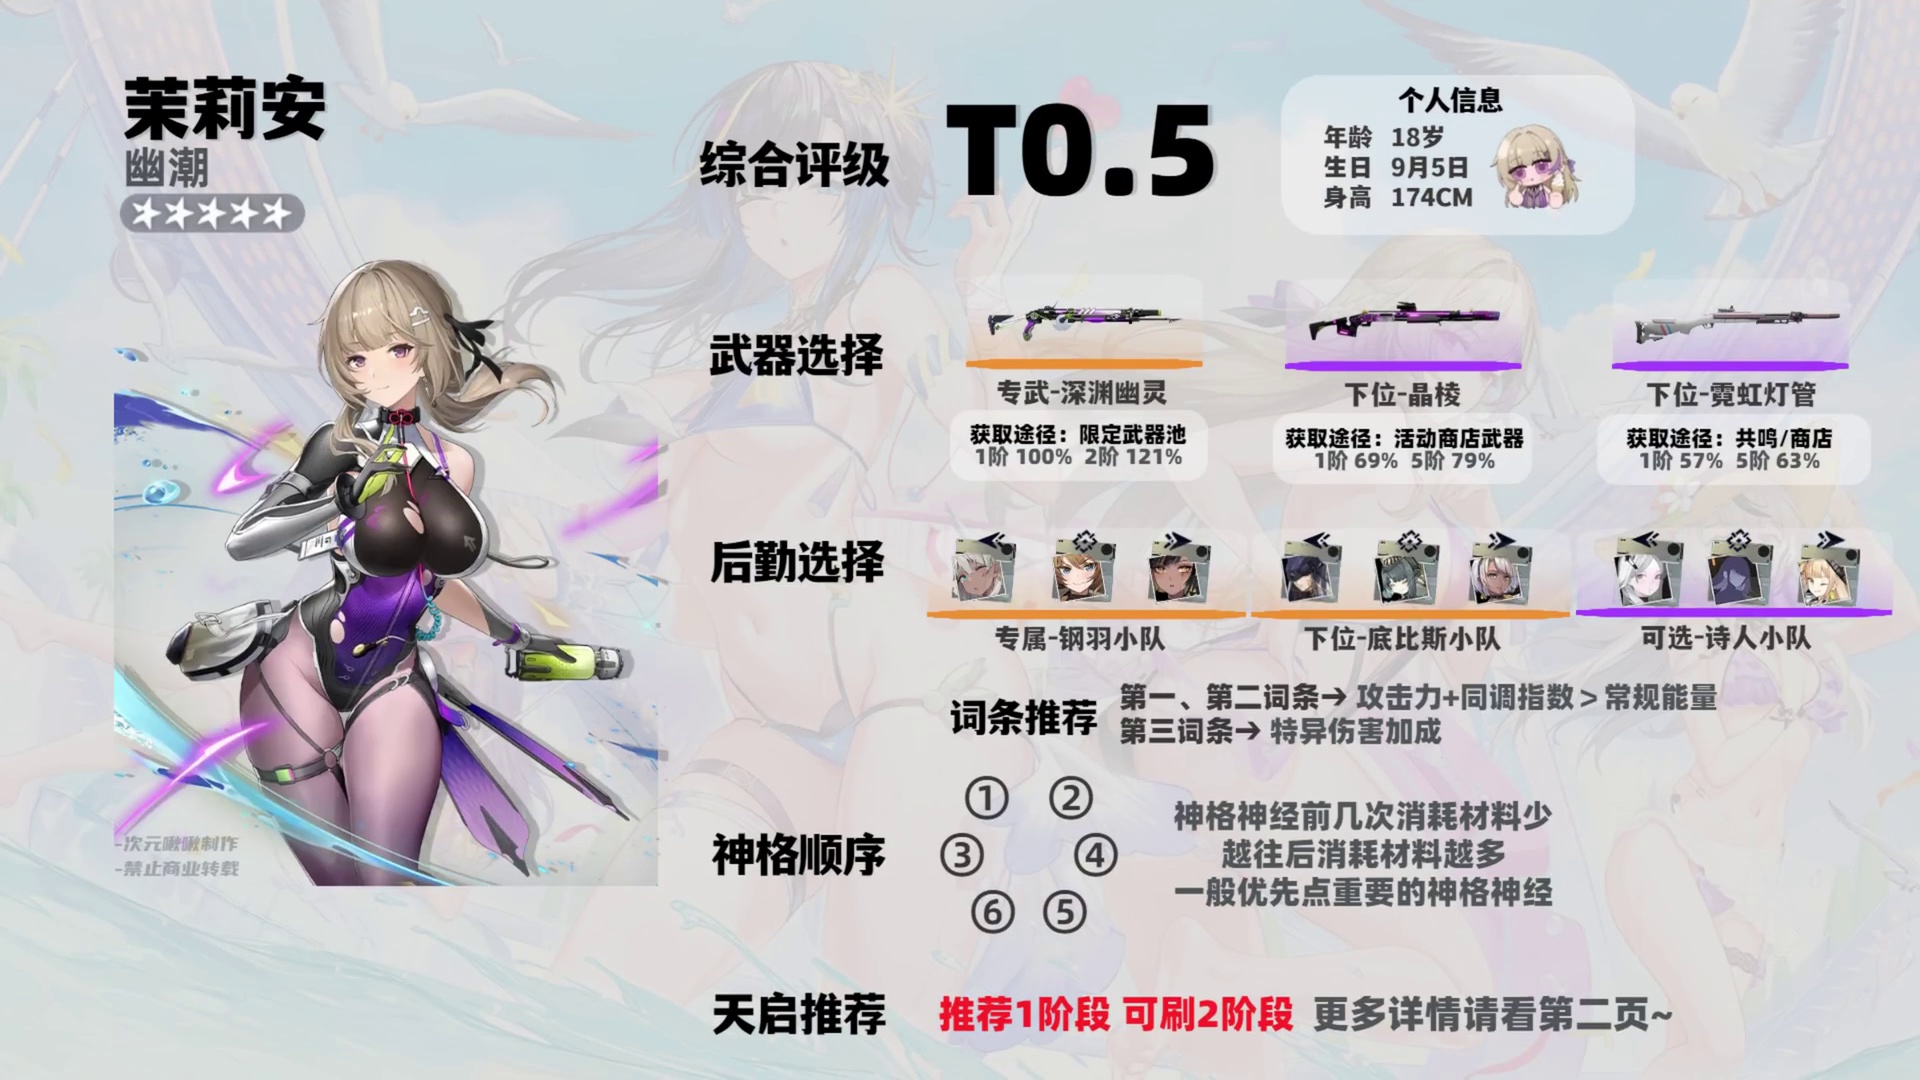 茉莉安
幽潮
综合评级
T0.5
个人信息
年龄 18岁
生日 9月5日
身高 174CM
武器选择
专武-深渊幽灵
获取途径：限定武器池
1阶 100% 2阶 121%
下位-晶棱
获取途径：活动商店武器
1阶 69% 5阶 79%
下位-霓虹灯管
获取途径：共鸣/商店
1阶 57% 5阶 63%
后勤选择
专属-钢羽小队
下位-底比斯小队
可选-诗人小队
词条推荐
第一、第二词条→ 攻击力+同调指数＞常规能量
第三词条→ 特异伤害加成
神格顺序
① ②
③ ④
⑥ ⑤
神格神经前几次消耗材料少
越往后消耗材料越多
一般优先点重要的神格神经
-次元啾啾制作
-禁止商业转载
天启推荐
推荐1阶段 可刷2阶段 更多详情请看第二页~